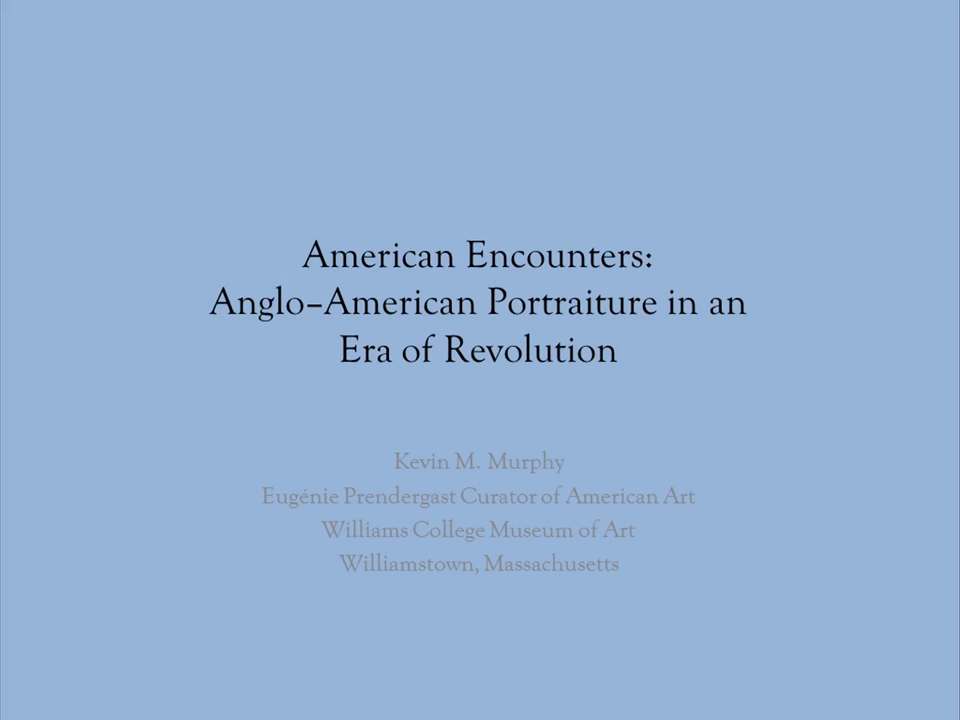 American Encounters:
Anglo–American Portraiture in an
Era of Revolution
Kevin M. Murphy
Eugénie Prendergast Curator of American Art
Williams College Museum of Art
Williamstown, Massachusetts